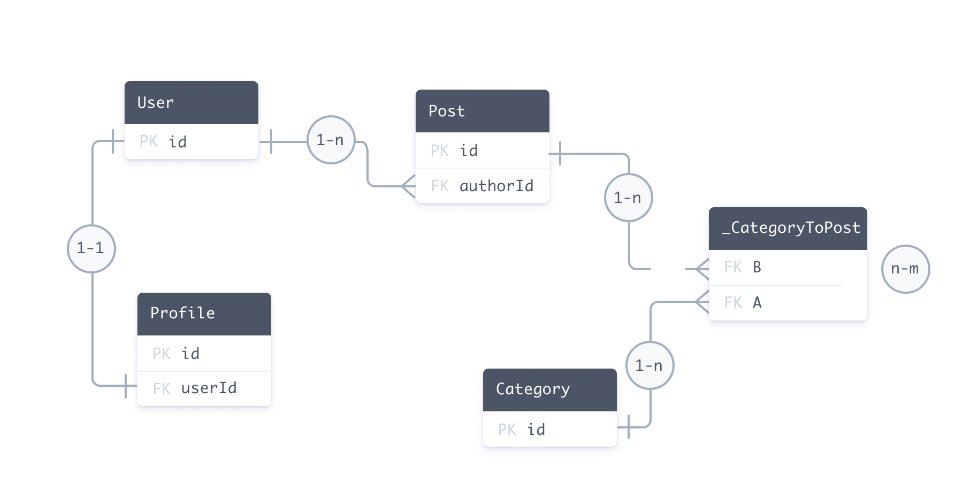 User
PK id
1-n
Post
PK id
FK authorId
1-n
_CategoryToPost
FK B
FK A
n-m
1-1
Profile
PK id
FK userId
1-n
Category
PK id